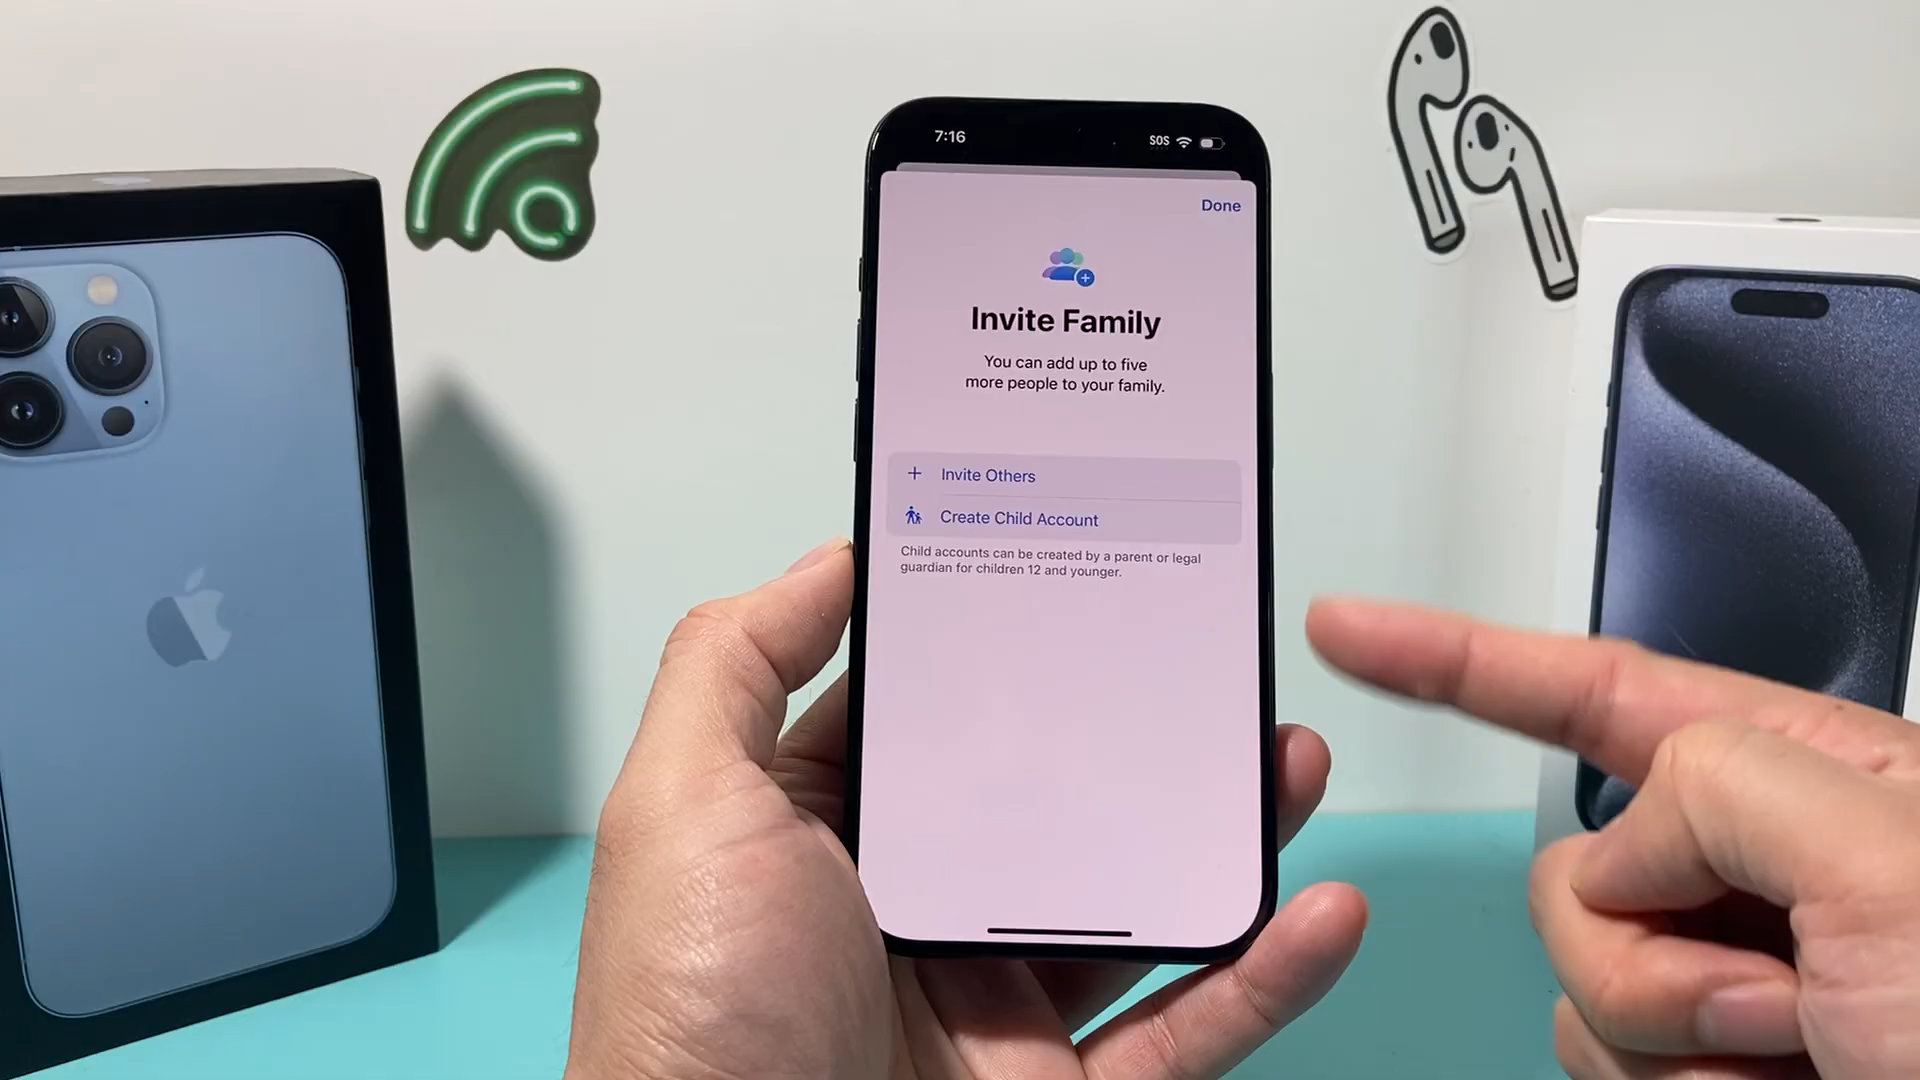 7:16
SOS
Done
Invite Family
You can add up to five
more people to your family.
Invite Others
Create Child Account
Child accounts can be created by a parent or legal
guardian for children 12 and younger.